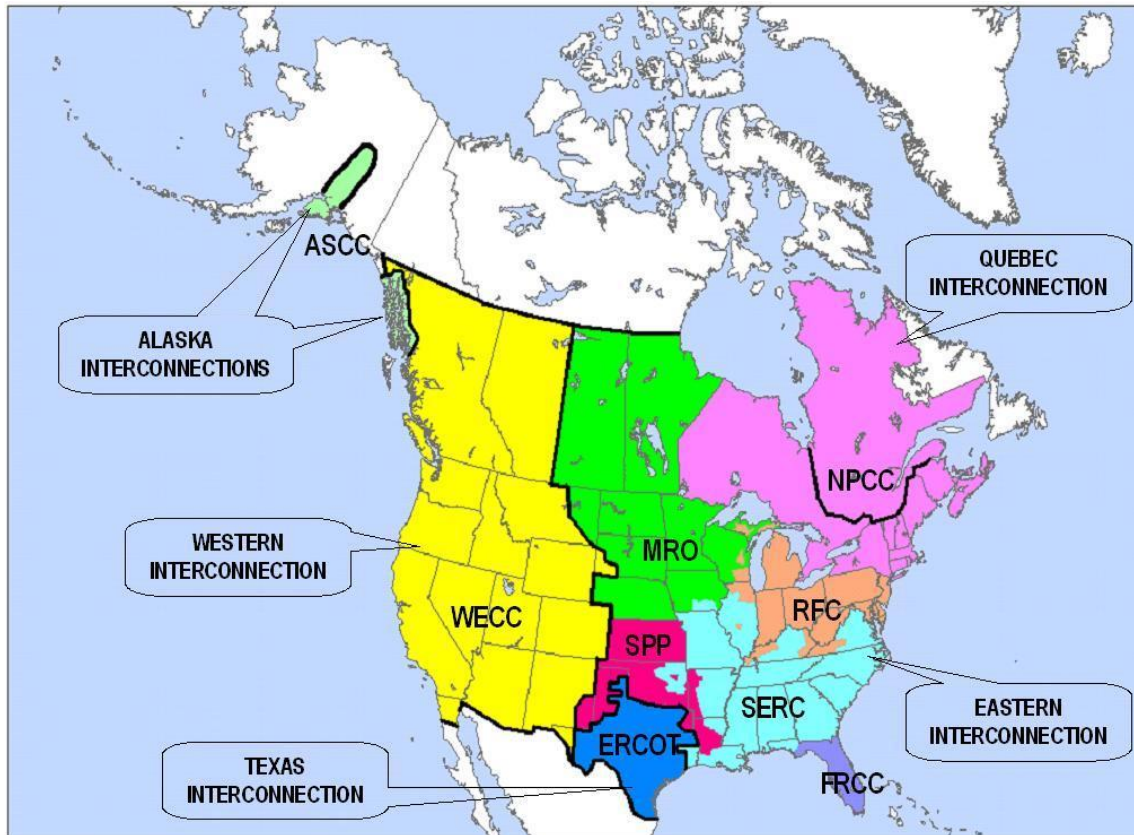 ASCC
QUEBEC
INTERCONNECTION
ALASKA
INTERCONNECTIONS
NPCC
WESTERN
INTERCONNECTION
MRO
WECC
RFC
SPP
SERC
EASTERN
INTERCONNECTION
ERCOT
TEXAS
INTERCONNECTION
FRCC